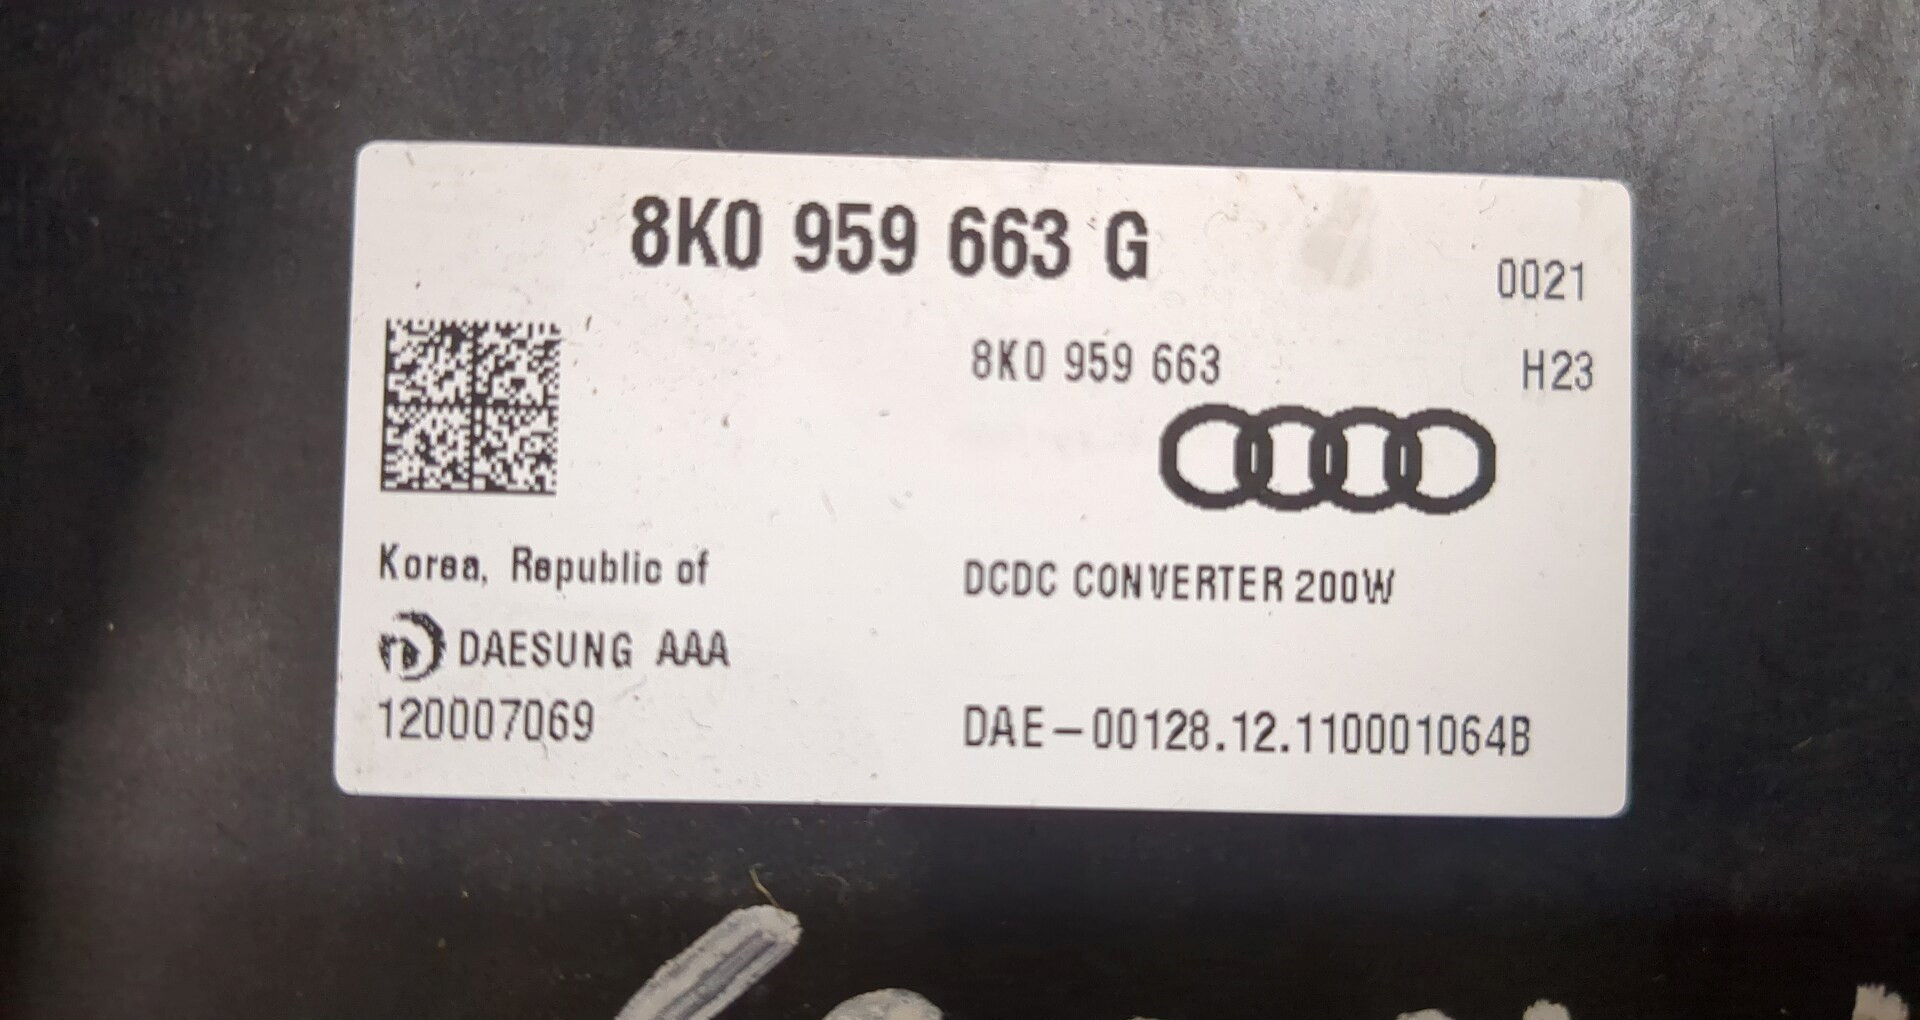 8K0 959 663 G
0021
8K0 959 663
H23
Korea, Republic of
DCDC CONVERTER 200W
DAESUNG AAA
120007069
DAE-00128.12.110001064B